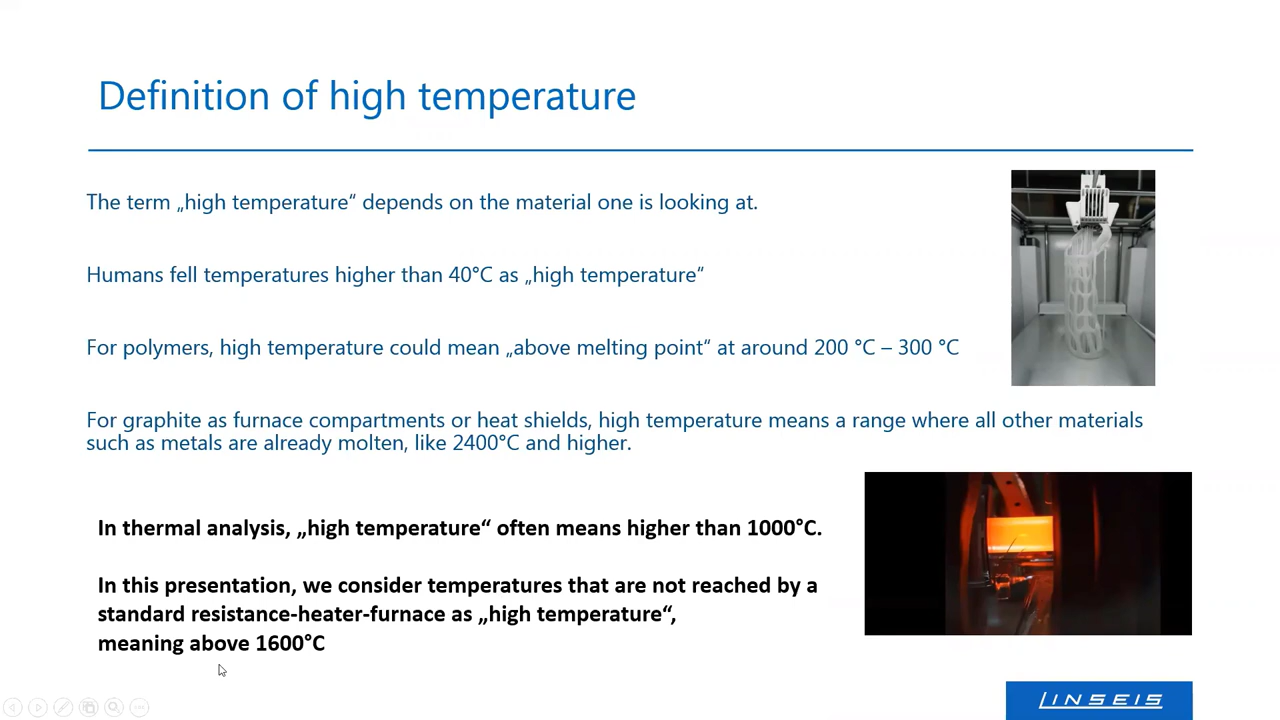 Definition of high temperature
The term „high temperature“ depends on the material one is looking at.
Humans fell temperatures higher than 40°C as „high temperature“
For polymers, high temperature could mean „above melting point“ at around 200 °C – 300 °C
For graphite as furnace compartments or heat shields, high temperature means a range where all other materials
such as metals are already molten, like 2400°C and higher.
In thermal analysis, „high temperature“ often means higher than 1000°C.
In this presentation, we consider temperatures that are not reached by a
standard resistance-heater-furnace as „high temperature“,
meaning above 1600°C
LINSEIS